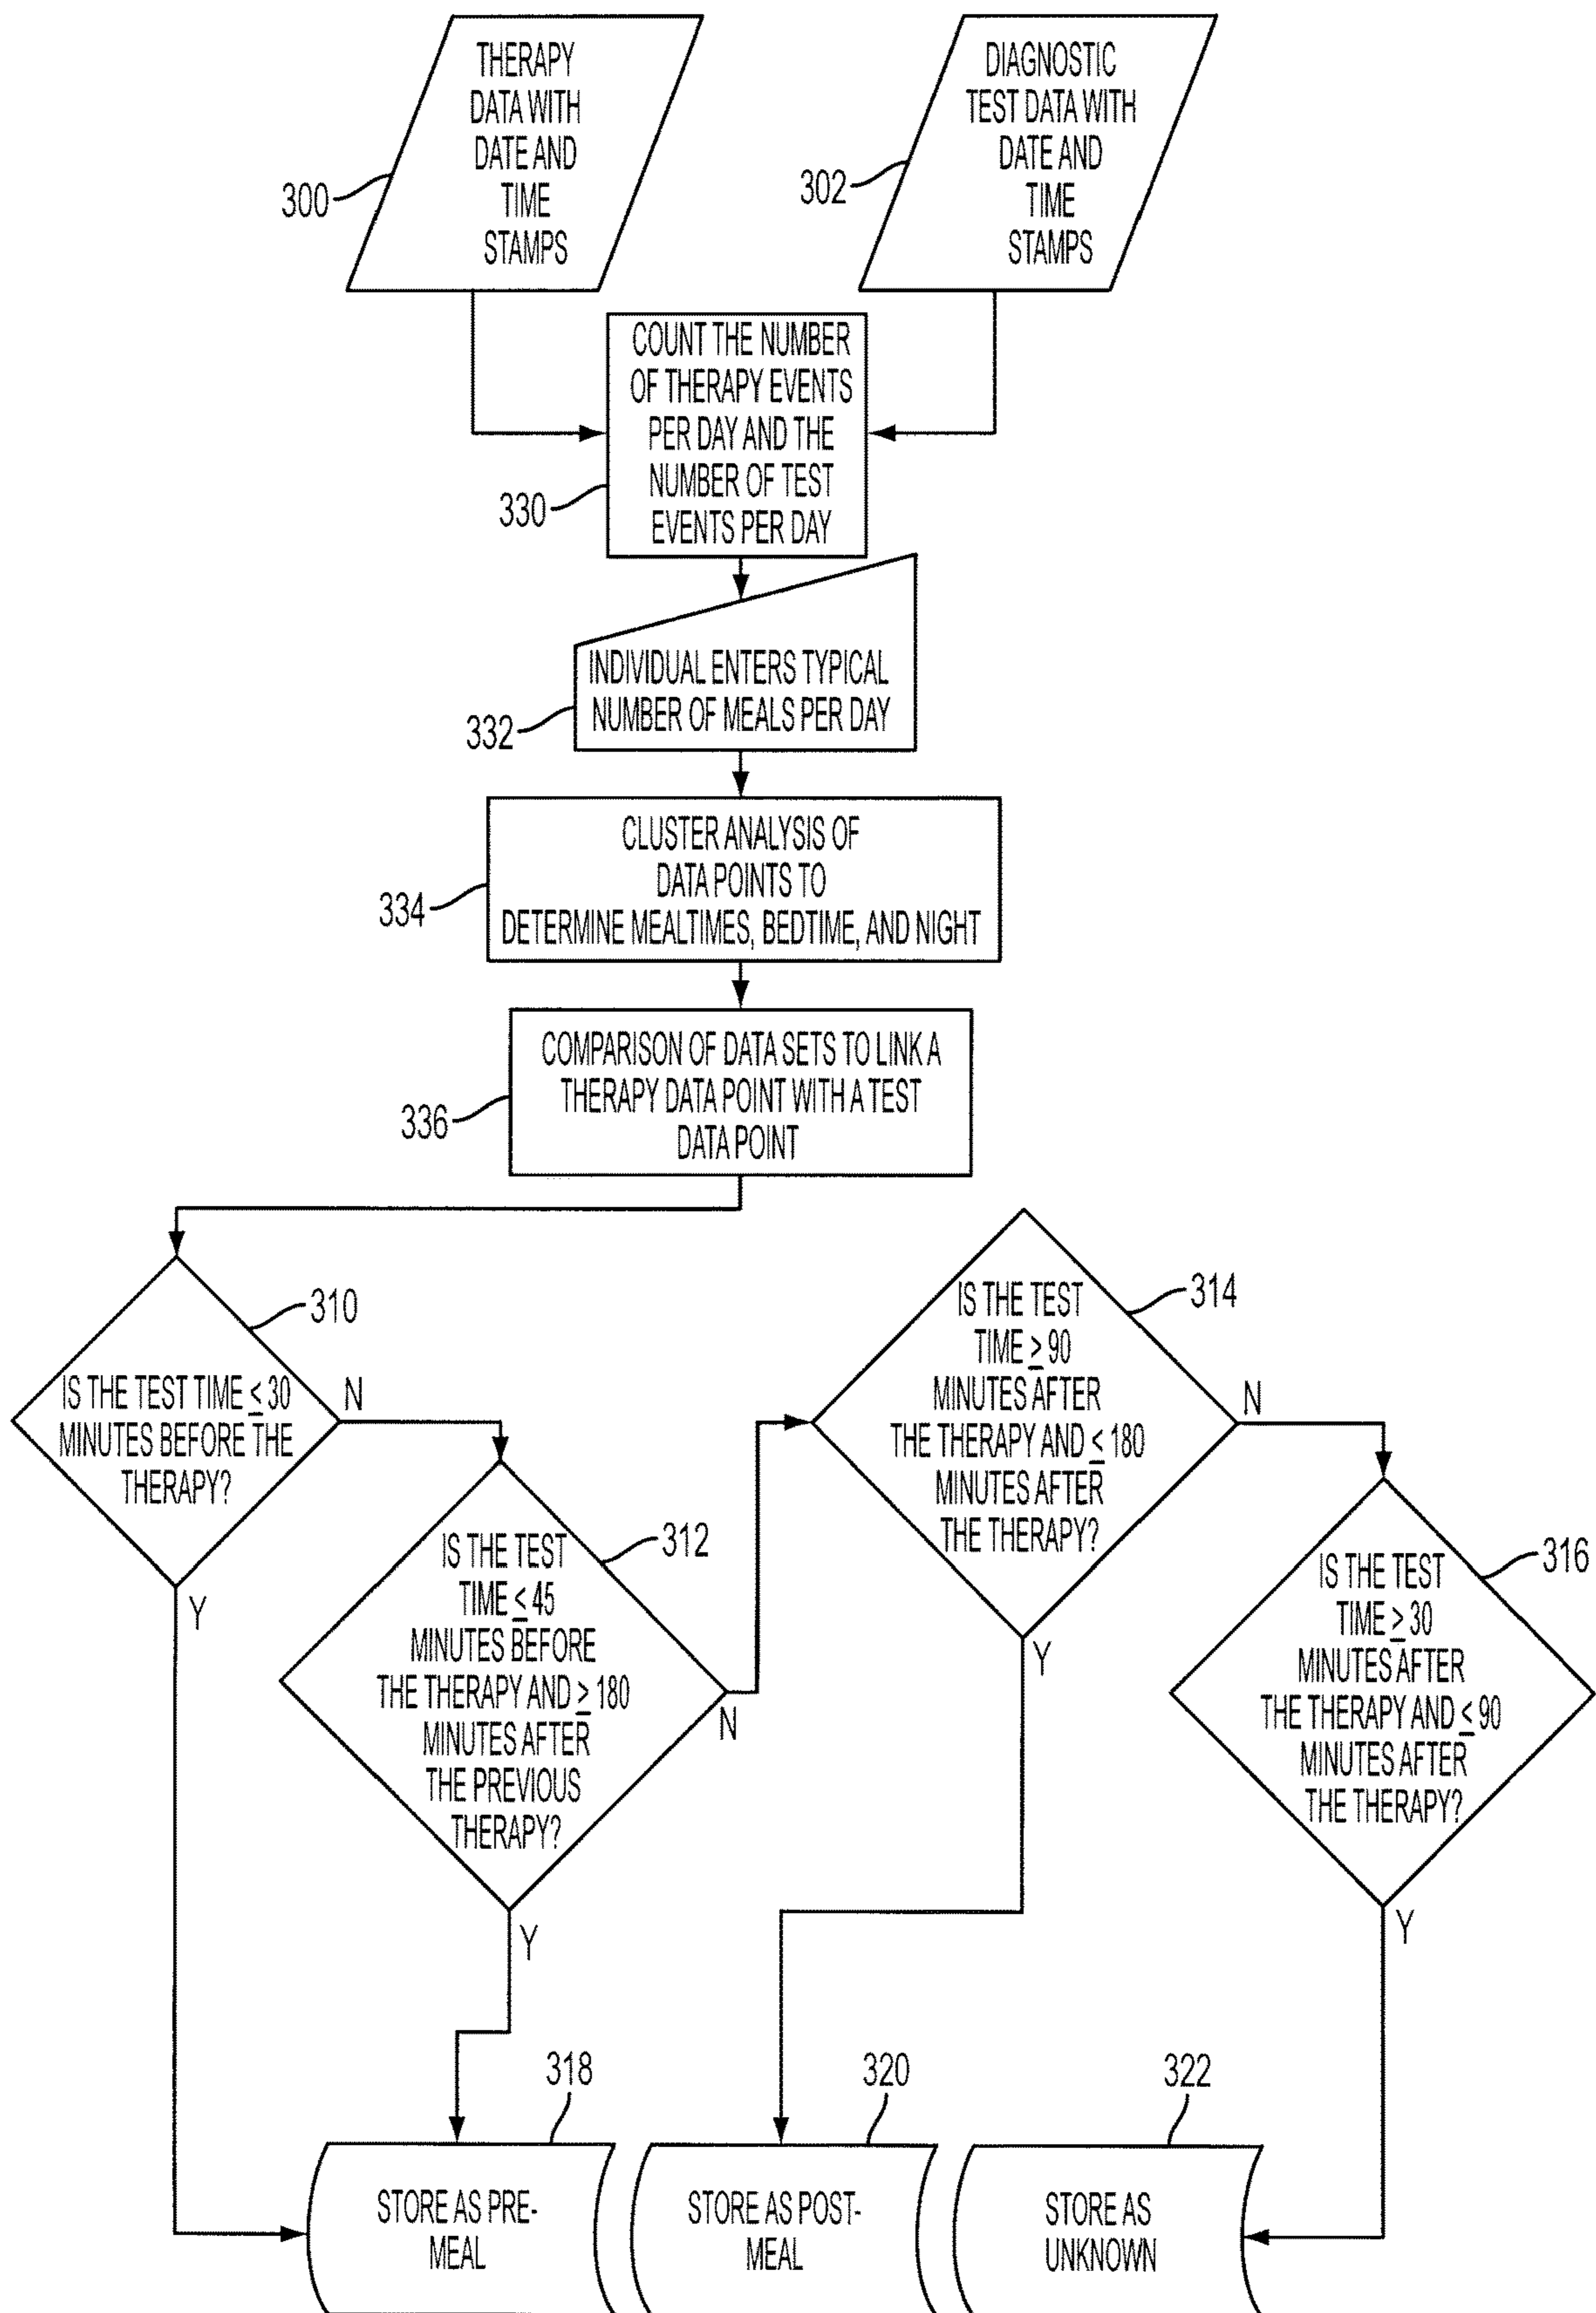 THERAPY
DATA WITH
DATE AND
TIME
STAMPS
300
DIAGNOSTIC
TEST DATA WITH
DATE AND
TIME
STAMPS
302
COUNT THE NUMBER
OF THERAPY EVENTS
PER DAY AND THE
NUMBER OF TEST
EVENTS PER DAY
330
INDIVIDUAL ENTERS TYPICAL
NUMBER OF MEALS PER DAY
332
CLUSTER ANALYSIS OF
DATA POINTS TO
DETERMINE MEALTIMES, BEDTIME, AND NIGHT
334
COMPARISON OF DATA SETS TO LINK A
THERAPY DATA POINT WITH A TEST
DATA POINT
336
310
IS THE TEST TIME ≤ 30
MINUTES BEFORE THE
THERAPY?
N
Y
312
IS THE TEST
TIME ≤ 45
MINUTES BEFORE
THE THERAPY AND ≥ 180
MINUTES AFTER
THE PREVIOUS
THERAPY?
N
Y
314
IS THE TEST
TIME ≥ 90
MINUTES AFTER
THE THERAPY AND ≤ 180
MINUTES AFTER
THE THERAPY?
N
Y
316
IS THE TEST
TIME ≥ 30
MINUTES AFTER
THE THERAPY AND ≤ 90
MINUTES AFTER
THE THERAPY?
Y
318
STORE AS PRE-
MEAL
320
STORE AS POST-
MEAL
322
STORE AS
UNKNOWN